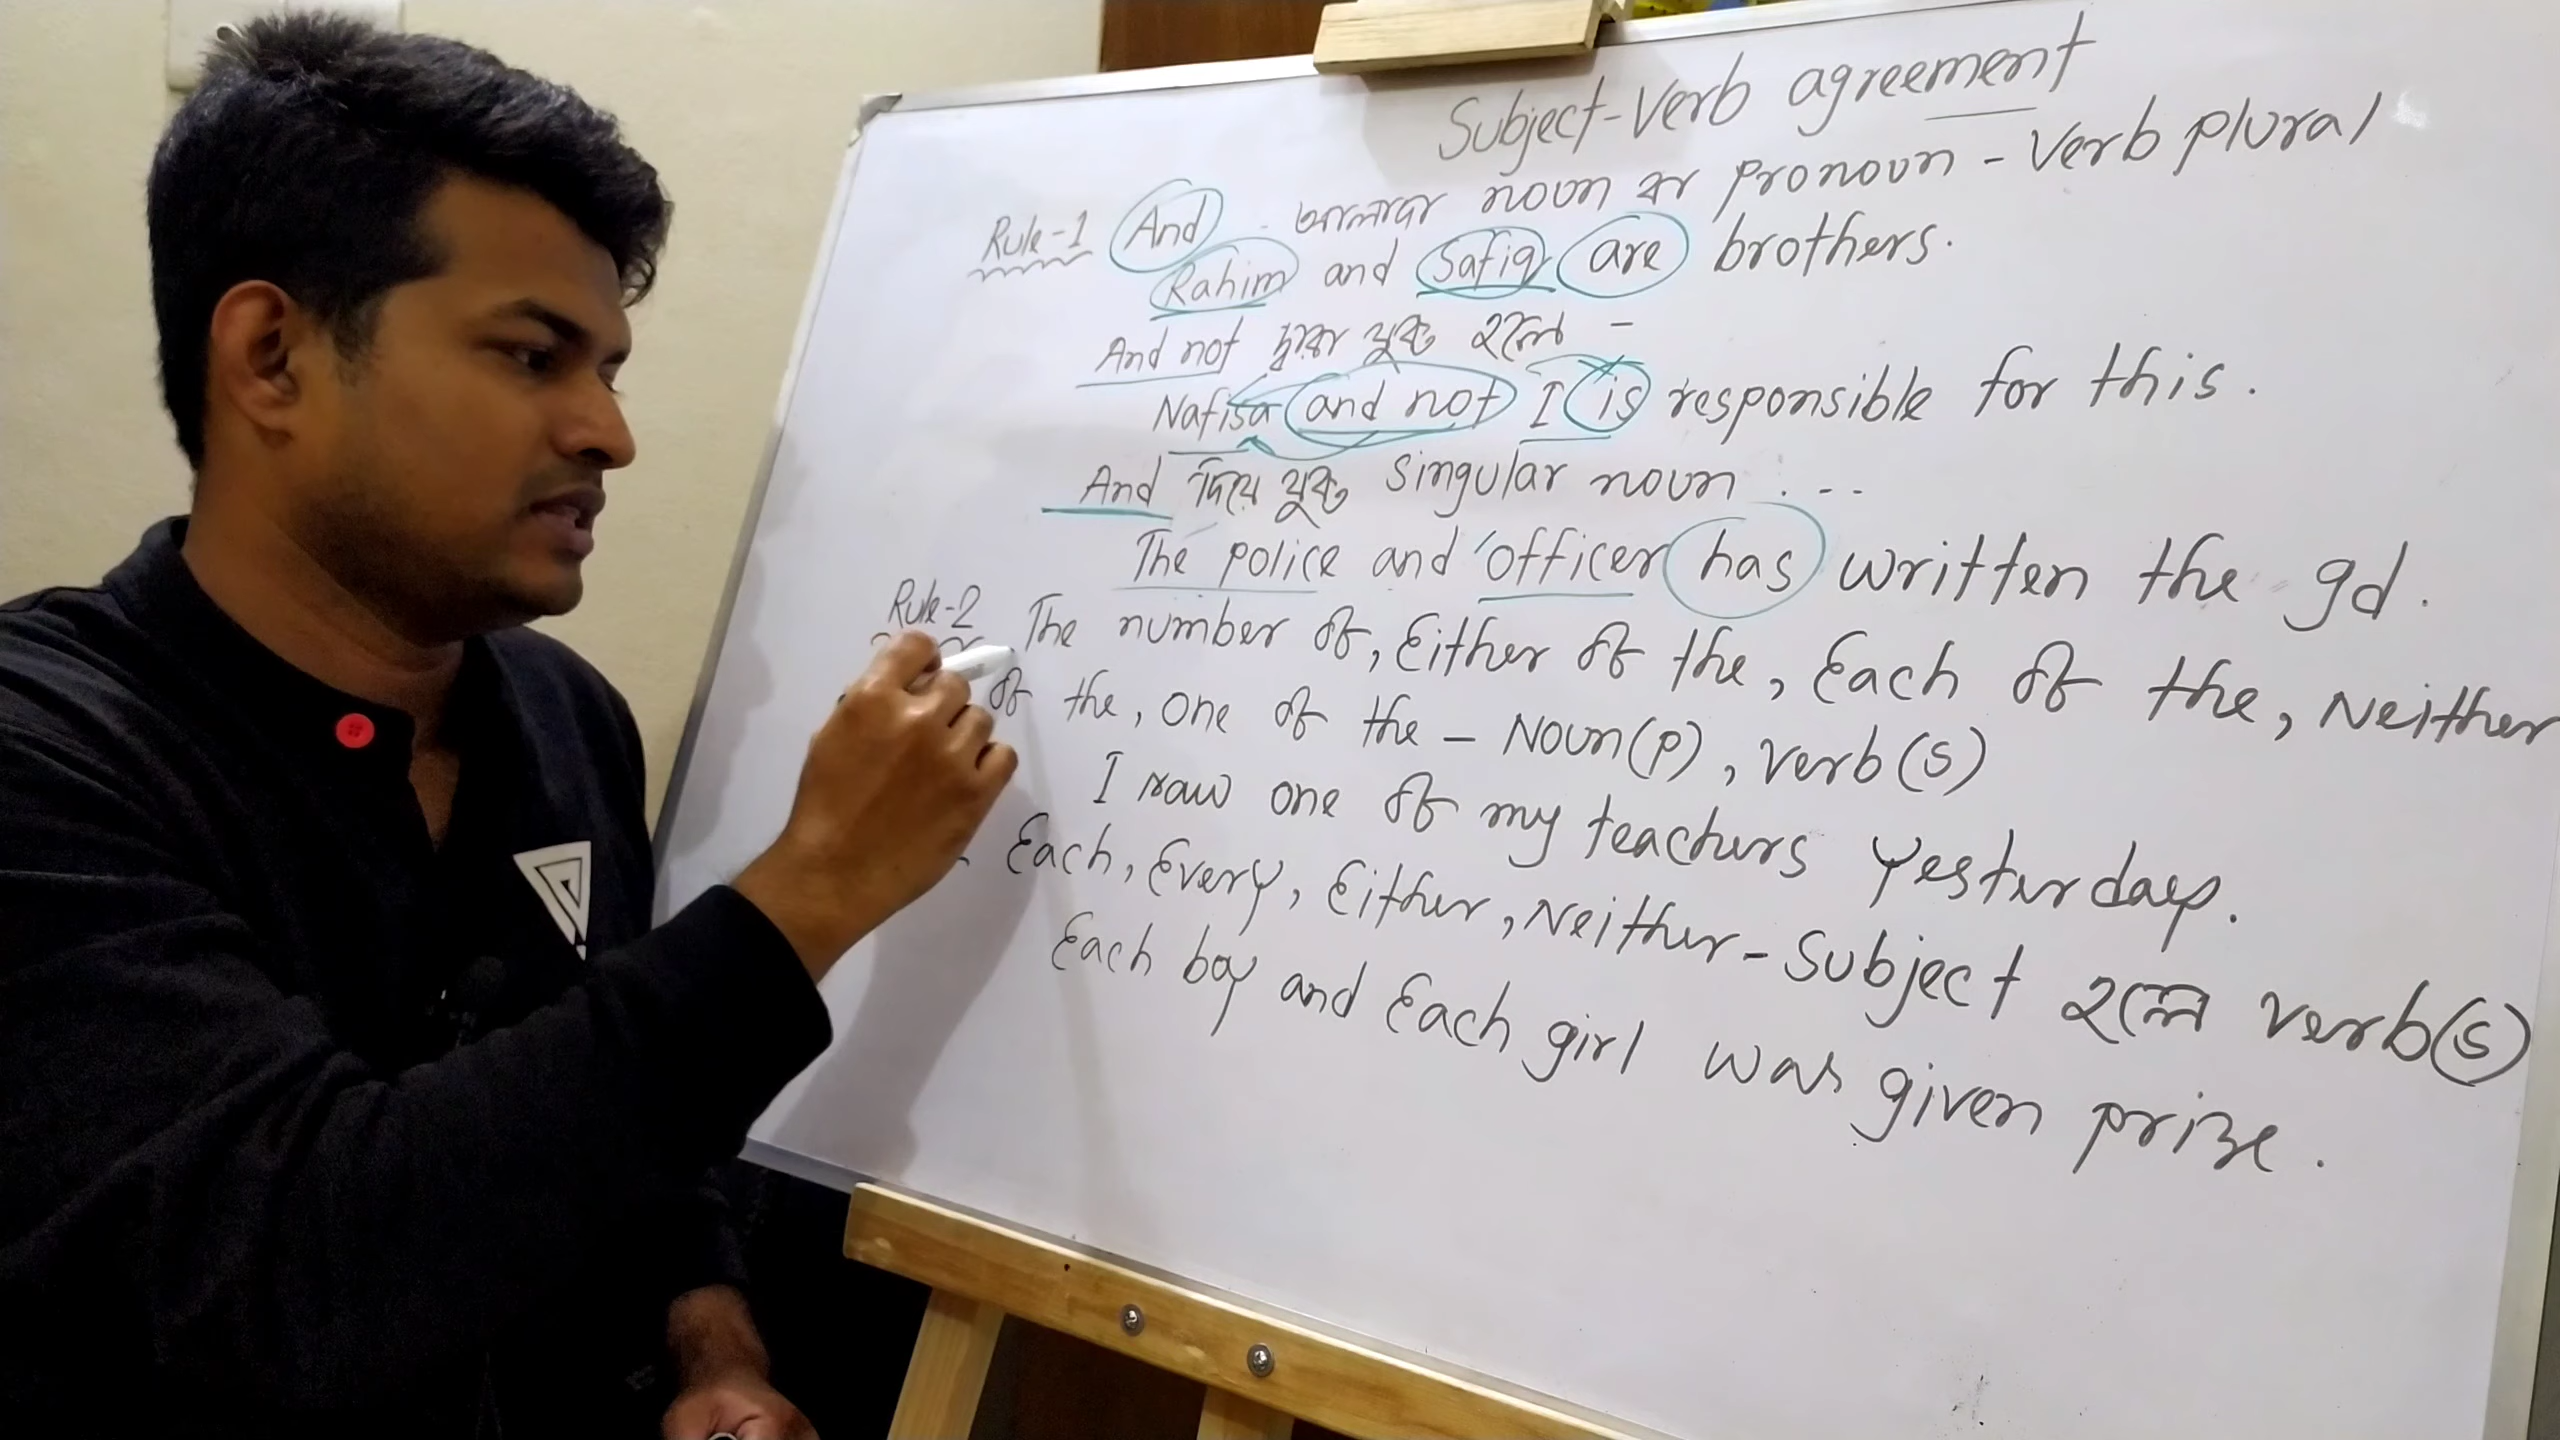 Subject-Verb agreement
Rule-1 And আলাদা noun বা pronoun - Verb plural
Rahim and Safiq are brothers.
And not দ্বারা যুক্ত হলে -
Nafisa and not I is responsible for this.
And দিয়ে যুক্ত singular noun ...
The police and officer has written the gd.
Rule-2 The number of, Either of the, Each of the, Neither
of the, one of the - Noun(p), verb(s)
I saw one of my teachers yesterday.
Each, Every, Either, Neither - Subject হলে verb(s)
Each boy and each girl was given prize.